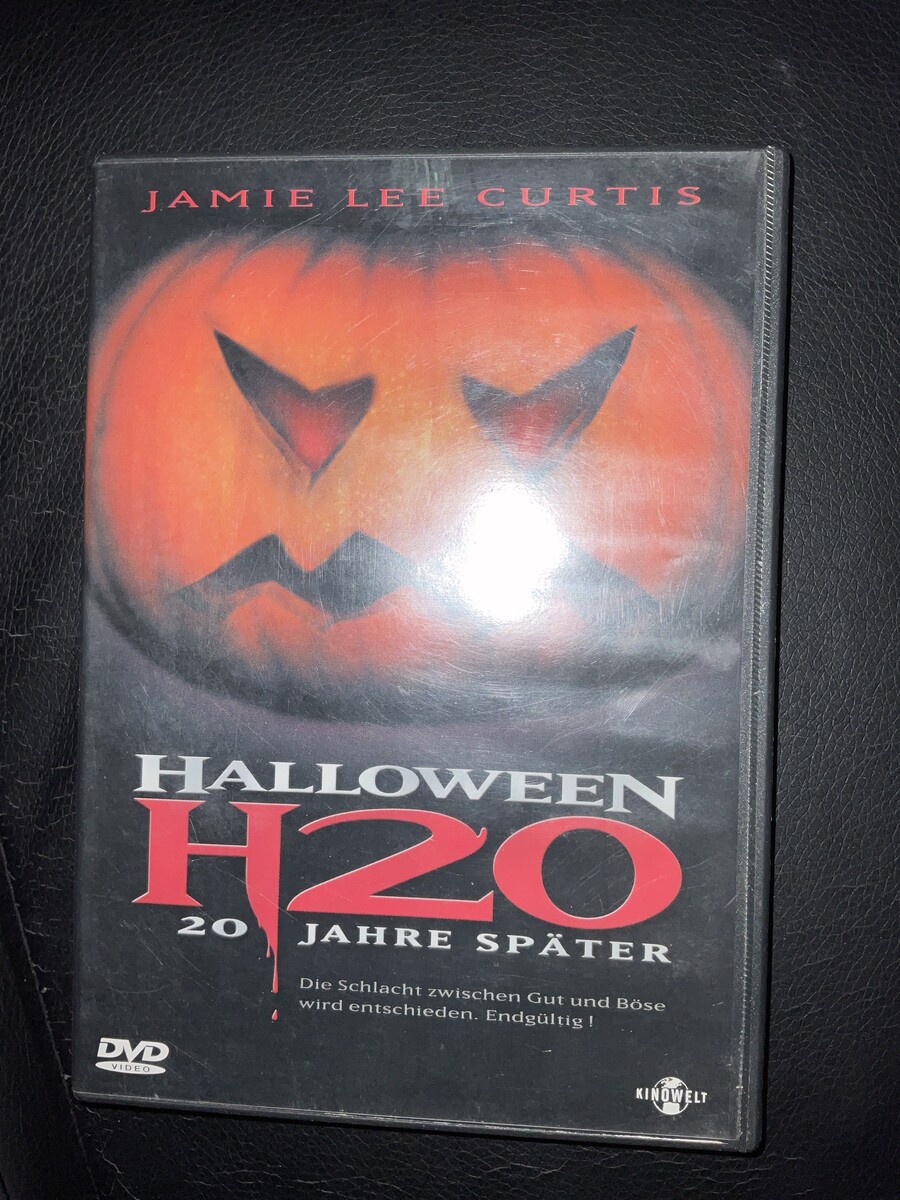 JAMIE LEE CURTIS
HALLOWEEN
H20
20 JAHRE SPÄTER
Die Schlacht zwischen Gut und Böse
wird entschieden. Endgültig !
DVD
VIDEO
KINOWELT